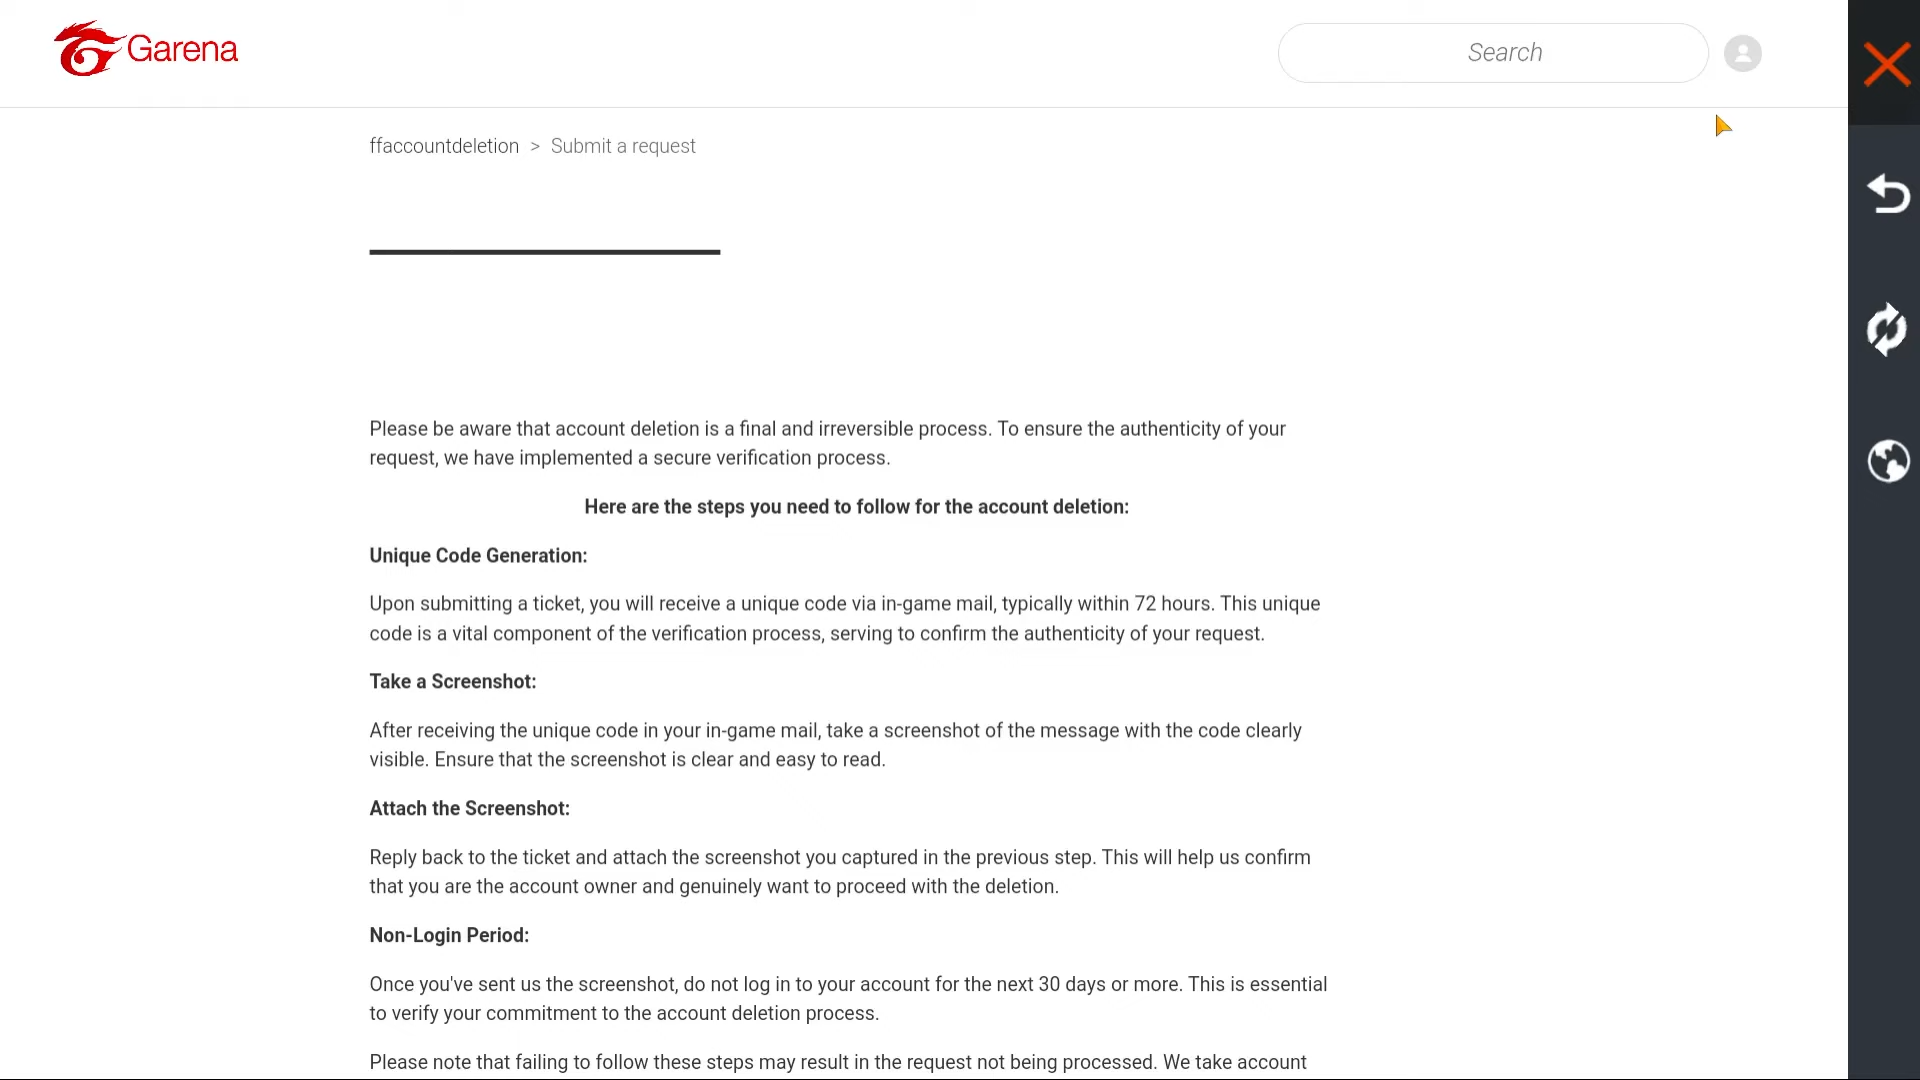 Garena
Search
ffaccountdeletion > Submit a request
Please be aware that account deletion is a final and irreversible process. To ensure the authenticity of your
request, we have implemented a secure verification process.
Here are the steps you need to follow for the account deletion:
Unique Code Generation:
Upon submitting a ticket, you will receive a unique code via in-game mail, typically within 72 hours. This unique
code is a vital component of the verification process, serving to confirm the authenticity of your request.
Take a Screenshot:
After receiving the unique code in your in-game mail, take a screenshot of the message with the code clearly
visible. Ensure that the screenshot is clear and easy to read.
Attach the Screenshot:
Reply back to the ticket and attach the screenshot you captured in the previous step. This will help us confirm
that you are the account owner and genuinely want to proceed with the deletion.
Non-Login Period:
Once you've sent us the screenshot, do not log in to your account for the next 30 days or more. This is essential
to verify your commitment to the account deletion process.
Please note that failing to follow these steps may result in the request not being processed. We take account